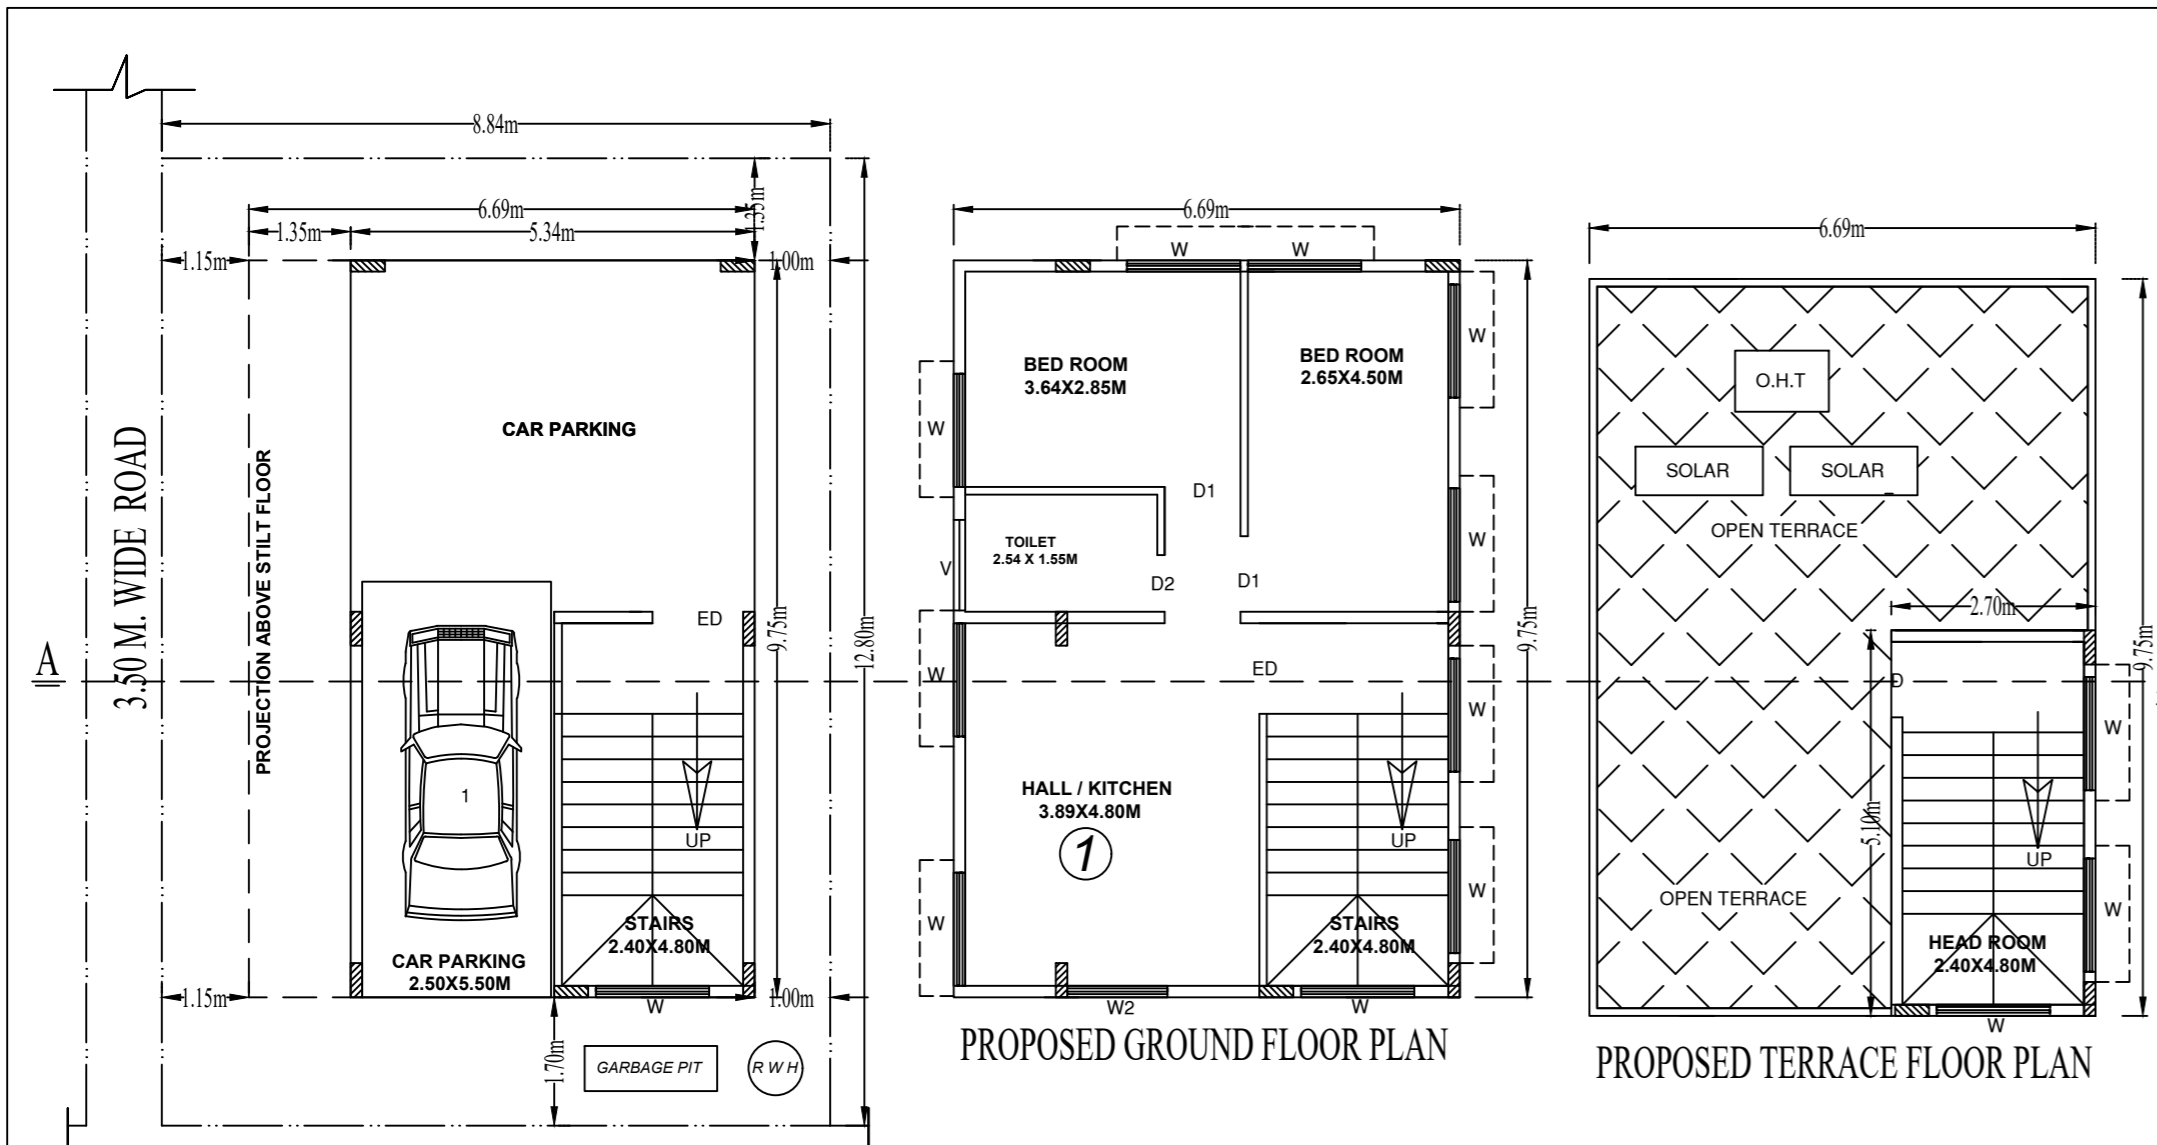 8.84m
6.69m
1.35m
5.34m
1.35m
1.15m
1.00m
3.50 M. WIDE ROAD
PROJECTION ABOVE STILT FLOOR
CAR PARKING
ED
9.75m
12.80m
A
1
UP
STAIRS
2.40X4.80M
CAR PARKING
2.50X5.50M
1.15m
1.00m
W
1.70m
GARBAGE PIT
R W H
6.69m
W
W
W
BED ROOM
3.64X2.85M
BED ROOM
2.65X4.50M
W
D1
TOILET
2.54 X 1.55M
W
V
D2
D1
9.75m
W
ED
W
HALL / KITCHEN
3.89X4.80M
1
UP
W
W
STAIRS
2.40X4.80M
W2
W
PROPOSED GROUND FLOOR PLAN
6.69m
O.H.T
SOLAR
SOLAR
OPEN TERRACE
2.70m
9.75m
D
W
5.10m
UP
OPEN TERRACE
W
HEAD ROOM
2.40X4.80M
W
PROPOSED TERRACE FLOOR PLAN